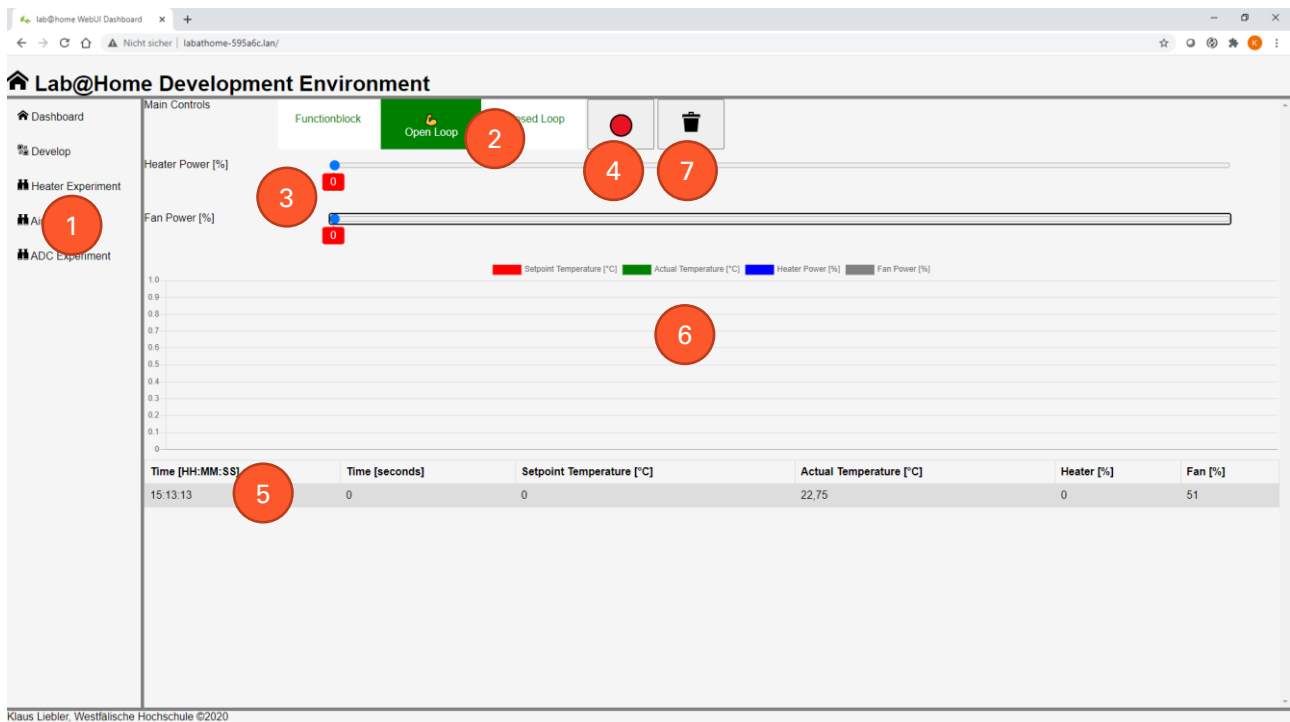 lab@home WebUI Dashboard
Nicht sicher | labathome-595a6c.lan/
K
Lab@Home Development Environment
Dashboard
Develop
Heater Experiment
1
ADC Experiment
Main Controls
Functionblock
Open Loop
2
Loop
4
7
Heater Power [%]
0
3
Fan Power [%]
0
Setpoint Temperature [°C] Actual Temperature [°C] Heater Power [%] Fan Power [%]
1.0
0.9
0.8
0.7
0.6
0.5
0.4
0.3
0.2
0.1
0
6
Time [HH:MM:SS] Time [seconds] Setpoint Temperature [°C] Actual Temperature [°C] Heater [%] Fan [%]
15:13:13 0 0 22,75 0 51
5
Klaus Liebler, Westfälische Hochschule ©2020